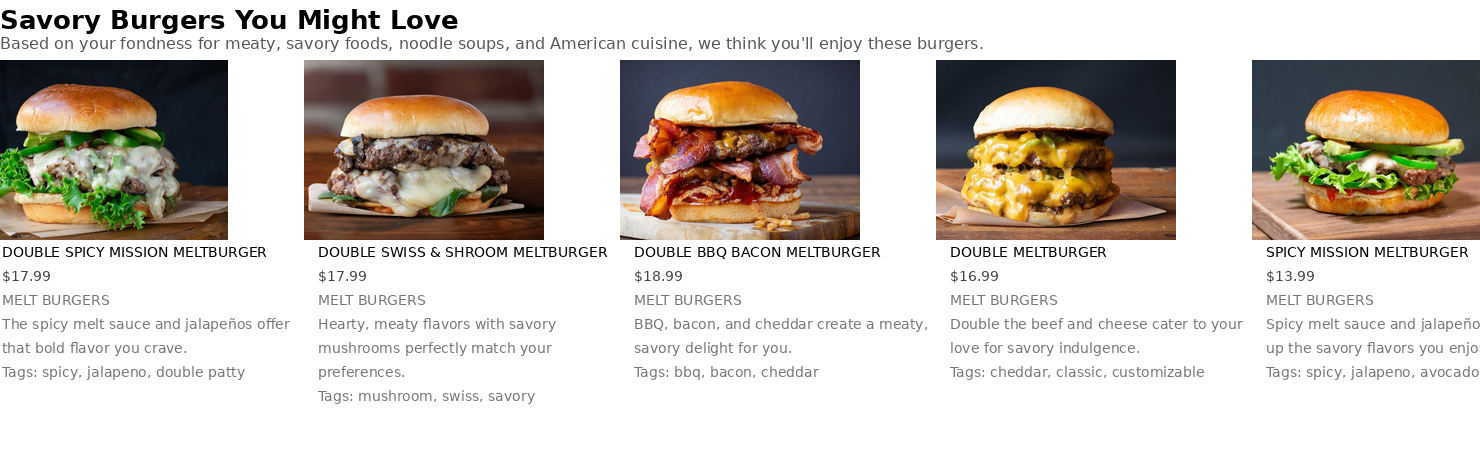 Savory Burgers You Might Love
Based on your fondness for meaty, savory foods, noodle soups, and American cuisine, we think you'll enjoy these burgers.
DOUBLE SPICY MISSION MELTBURGER
$17.99
MELT BURGERS
The spicy melt sauce and jalapeños offer
that bold flavor you crave.
Tags: spicy, jalapeno, double patty
DOUBLE SWISS & SHROOM MELTBURGER
$17.99
MELT BURGERS
Hearty, meaty flavors with savory
mushrooms perfectly match your
preferences.
Tags: mushroom, swiss, savory
DOUBLE BBQ BACON MELTBURGER
$18.99
MELT BURGERS
BBQ, bacon, and cheddar create a meaty,
savory delight for you.
Tags: bbq, bacon, cheddar
DOUBLE MELTBURGER
$16.99
MELT BURGERS
Double the beef and cheese cater to your
love for savory indulgence.
Tags: cheddar, classic, customizable
SPICY MISSION MELTBURGER
$13.99
MELT BURGERS
Spicy melt sauce and
up the savory flavors you
Tags: spicy, jalapeno, avocado